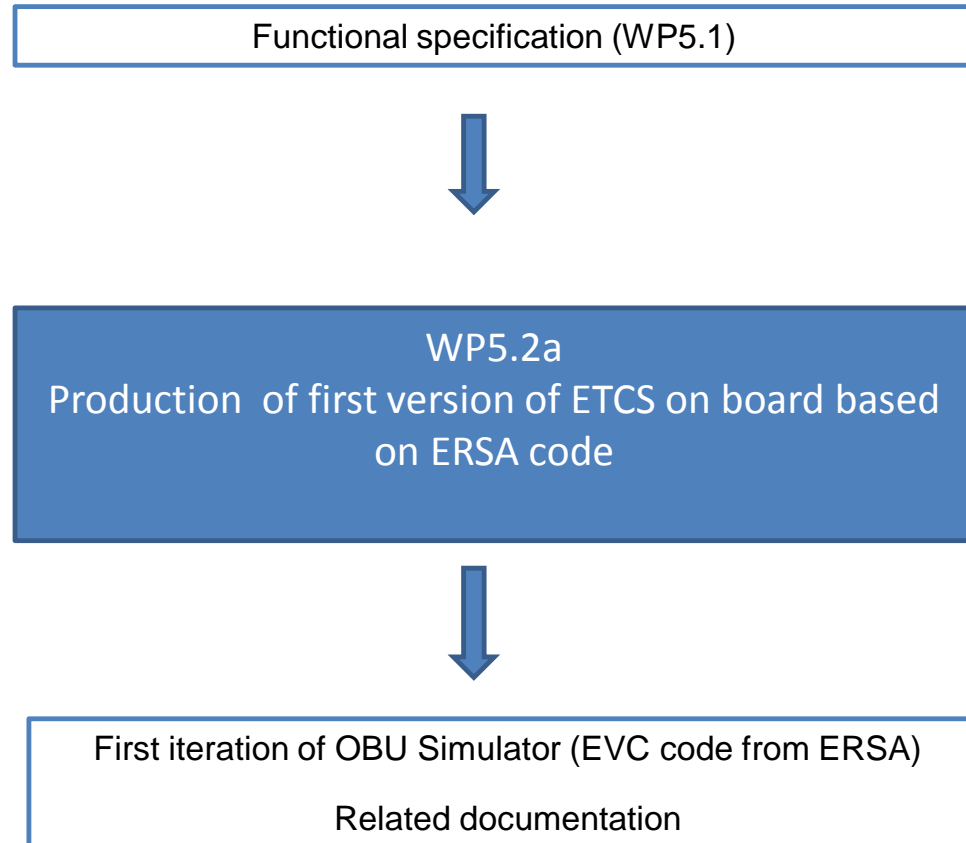 Functional specification (WP5.1)
WP5.2a
Production  of first version of ETCS on board based
on ERSA code
First iteration of OBU Simulator (EVC code from ERSA)
Related documentation